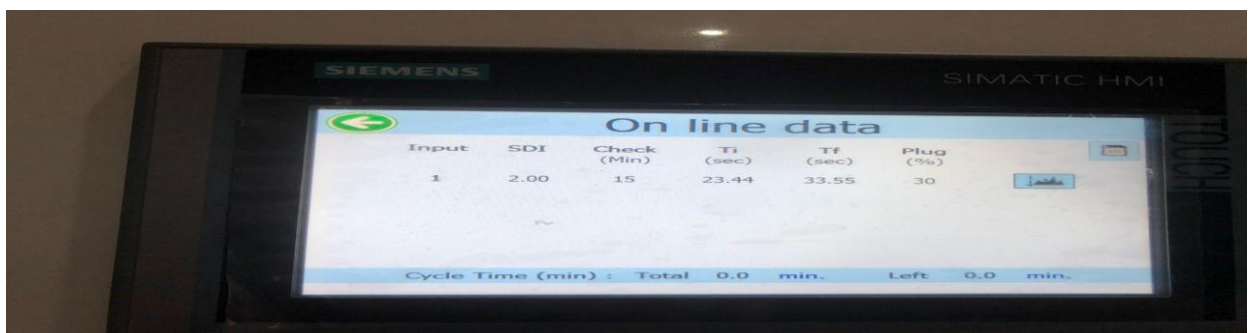 SIEMENS
SIMATIC HMI
TOUCH
On line data
Input SDI Check (Min) Ti (sec) Tf (sec) Plug (%)
1 2.00 15 23.44 33.55 30
~
Cycle Time (min) : Total 0.0 min. Left 0.0 min.